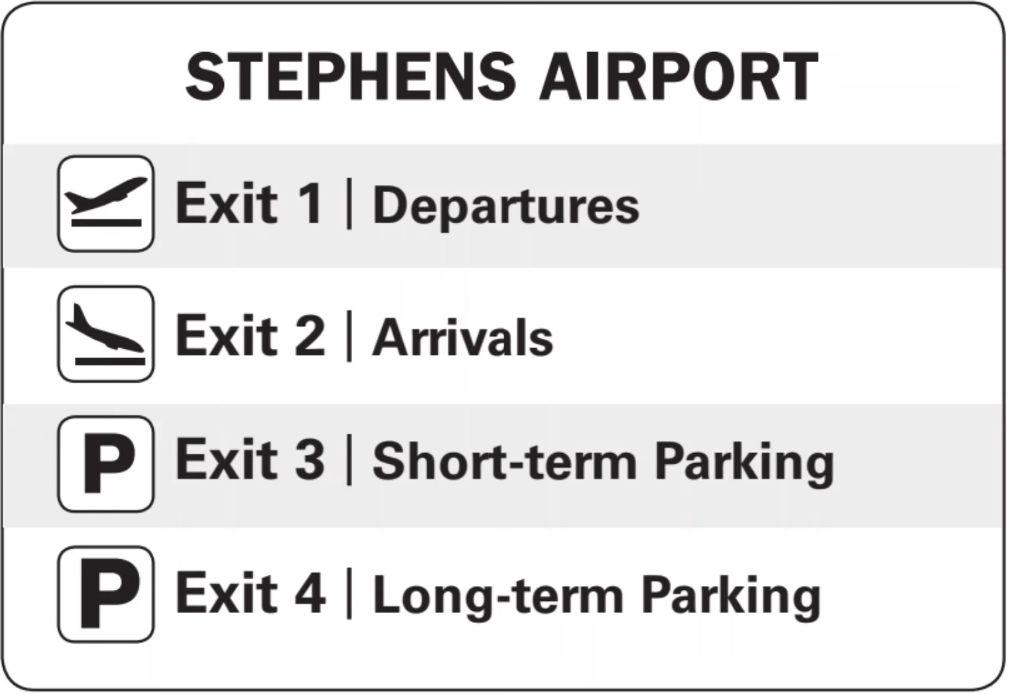 STEPHENS AIRPORT
Exit 1 | Departures
Exit 2 | Arrivals
P Exit 3 | Short-term Parking
P Exit 4 | Long-term Parking